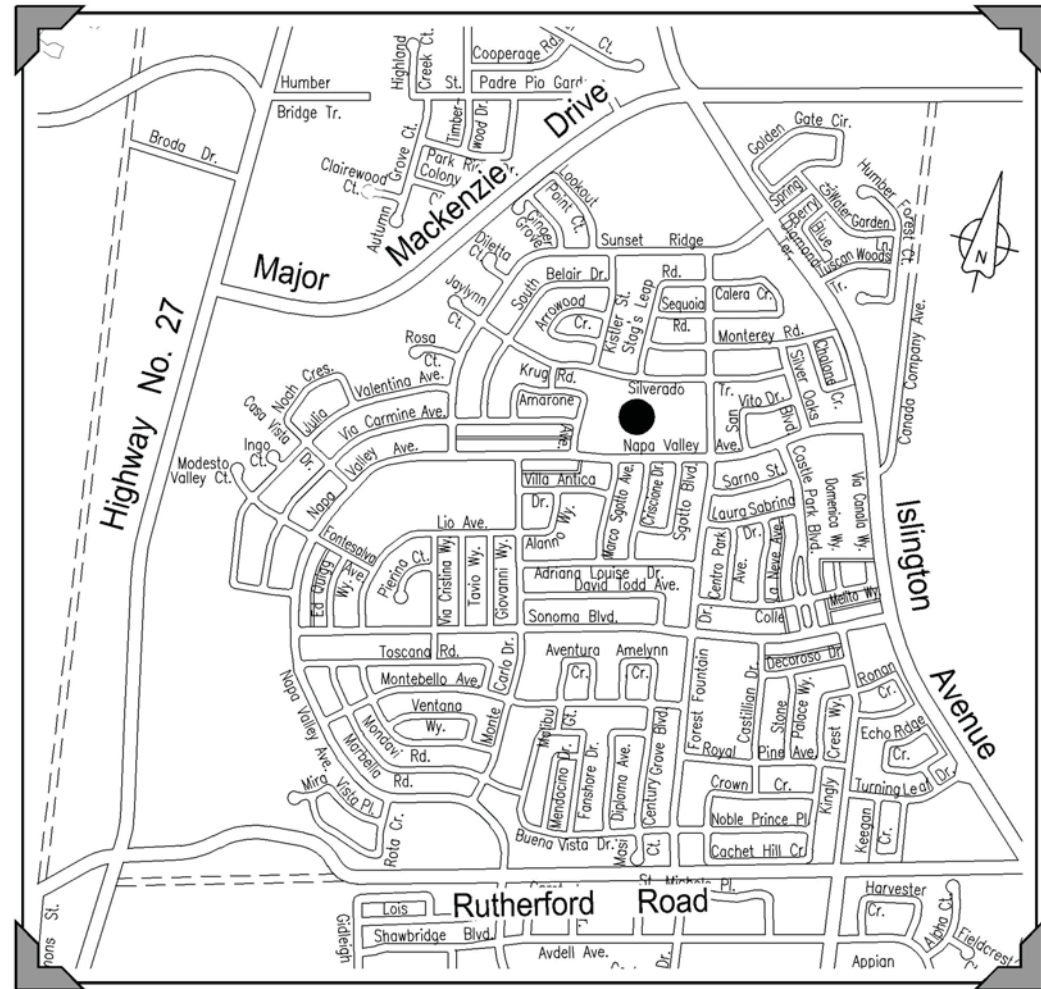 Highland
Creek Ct.
Cooperage Rd.
Ct.
Humber
Bridge Tr.
St.
Padre Pio
Timber-
wood Dr.
Drive
Broda Dr.
Grove Ct.
Clairewood
Ct.
Park
Colony
Autumn
Mackenzie
Major
Lookout
Point Ct.
Ginger
Grove
Diletta
Ct.
Sunset Ridge
Golden Gate Cir.
Humber Forest Ct.
Spring
Berry
Ct.
Water Garden
Blue
Diamond
Ter.
Tuscan Woods
Tr.
N
Canada Company Ave.
Jaylynn
Ct.
South
Belair Dr.
Rd.
Arrowood
Cr.
Kistler St.
Stag's Leap
Sequoia
Rd.
Calera Cr.
Monterey Rd.
Rosa
Ct.
Krug
Rd.
Silverado
Tr.
Silver Oaks
Blvd
Chaland
Cr.
Highway No. 27
Noah Cres.
Valentina Ave.
Julia
Casa Vista
Dr.
Via Carmine Ave.
Amarone
Ave.
San
Vito Dr.
Napa Valley
Ave.
Ingo
Ct.
Modesto
Valley Ct.
Napa
Valley Ave.
Villa Antica
Dr.
Alanno Wy.
Marco Sgotto Ave.
Criscione Dr.
Sgotto Blvd.
Sarno St.
Laura Sabrina
Dr.
Castle Park Blvd.
Domenica Wy.
Via Canala Wy.
Islington
Avenue
Lio Ave.
Fonteselva
Ave
Wy.
Ed Quigg
Pierina Ct.
Via Cristina Wy.
Tavio Wy.
Giovanni Wy.
Adriana Louise Dr.
David Todd Ave.
Centro Park
Dr.
Ave.
La Neve Ave.
Sonoma Blvd.
Colle
Melito Wy.
Toscana Rd.
Aventura
Cr.
Amelynn
Cr.
Decoroso Dr.
Montebello Ave.
Monte
Carlo Dr.
Ventana
Wy.
Mondavi
Rd.
Marbella
Rd.
Napa Valley Ave.
Malibu
Gt.
Mendocino Dr.
Fanshore Dr.
Diploma Ave.
Century Grove Blvd.
Forest Fountain
Castillian Dr.
Stone
Palace Wy.
Crest Wy.
Ronan
Cr.
Echo Ridge
Cr.
Royal
Pine
Ave.
Kingly
Mira
Vista Pl.
Rota Cr.
Crown
Cr.
Noble Prince Pl
Cachet Hill Cr
Turning Leaf
Dr.
Keegan
Cr.
Buena Vista Dr.
Masi
Ct.
Rutherford Road
Lois
Shawbridge Blvd.
Gidleigh
Avdell Ave.
Dr.
Harvester
Cr.
Alpha Ct.
Fieldcrest
Ct.
Appian
St.